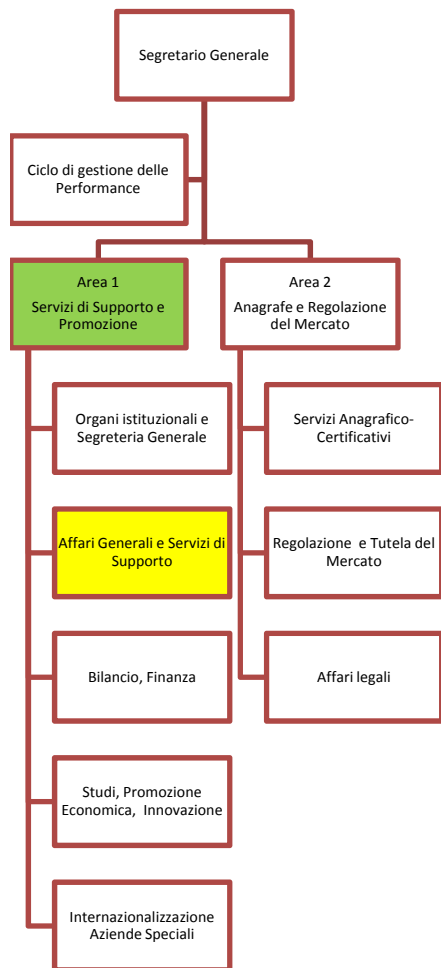 Segretario Generale
Ciclo di gestione delle
Performance
Area 1
Servizi di Supporto e
Promozione
Area 2
Anagrafe e Regolazione
del Mercato
Organi istituzionali e
Segreteria Generale
Servizi Anagrafico-
Certificativi
Affari Generali e Servizi di
Supporto
Regolazione  e Tutela del
Mercato
Bilancio, Finanza
Affari legali
Studi, Promozione
Economica,  Innovazione
Internazionalizzazione
Aziende Speciali